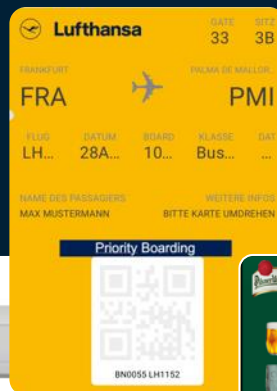 Lufthansa
GATE SITZ
33 3B
FRANKFURT PALMA DE MALLOR...
FRA PMI
FLUG DATUM BOARD KLASSE DAT
LH... 28A... 10... Bus... ...
NAME DES PASSAGIERS WEITERE INFOS
MAX MUSTERMANN BITTE KARTE UMDREHEN
Priority Boarding
BN0055 LH1152